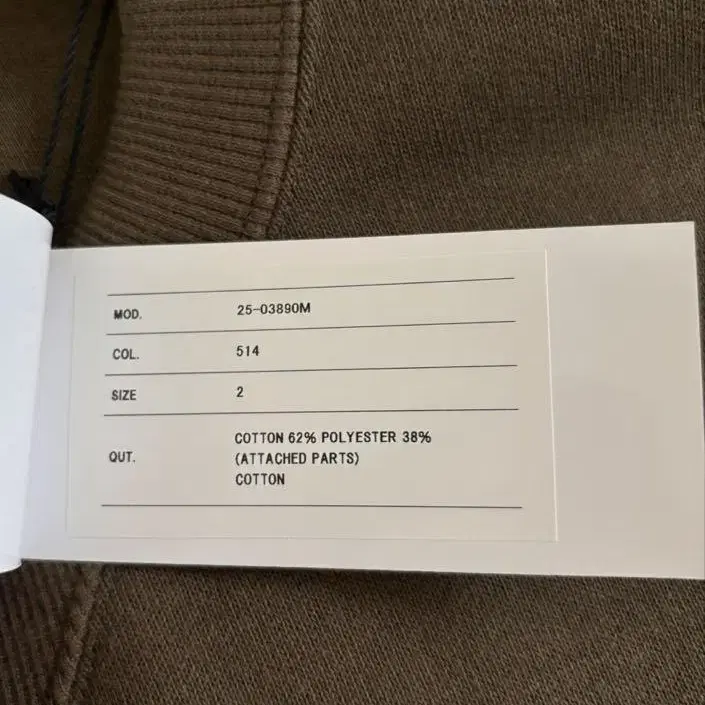 MOD. 25-03890M
COL. 514
SIZE 2
QUT. COTTON 62% POLYESTER 38%
(ATTACHED PARTS)
COTTON